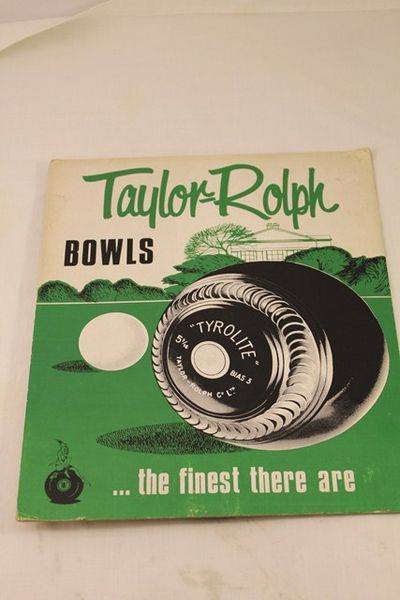 Taylor-Rolph
BOWLS
"TYROLITE"
5 1/16
BIAS 3
TAYLOR-ROLPH Co LTD
... the finest there are